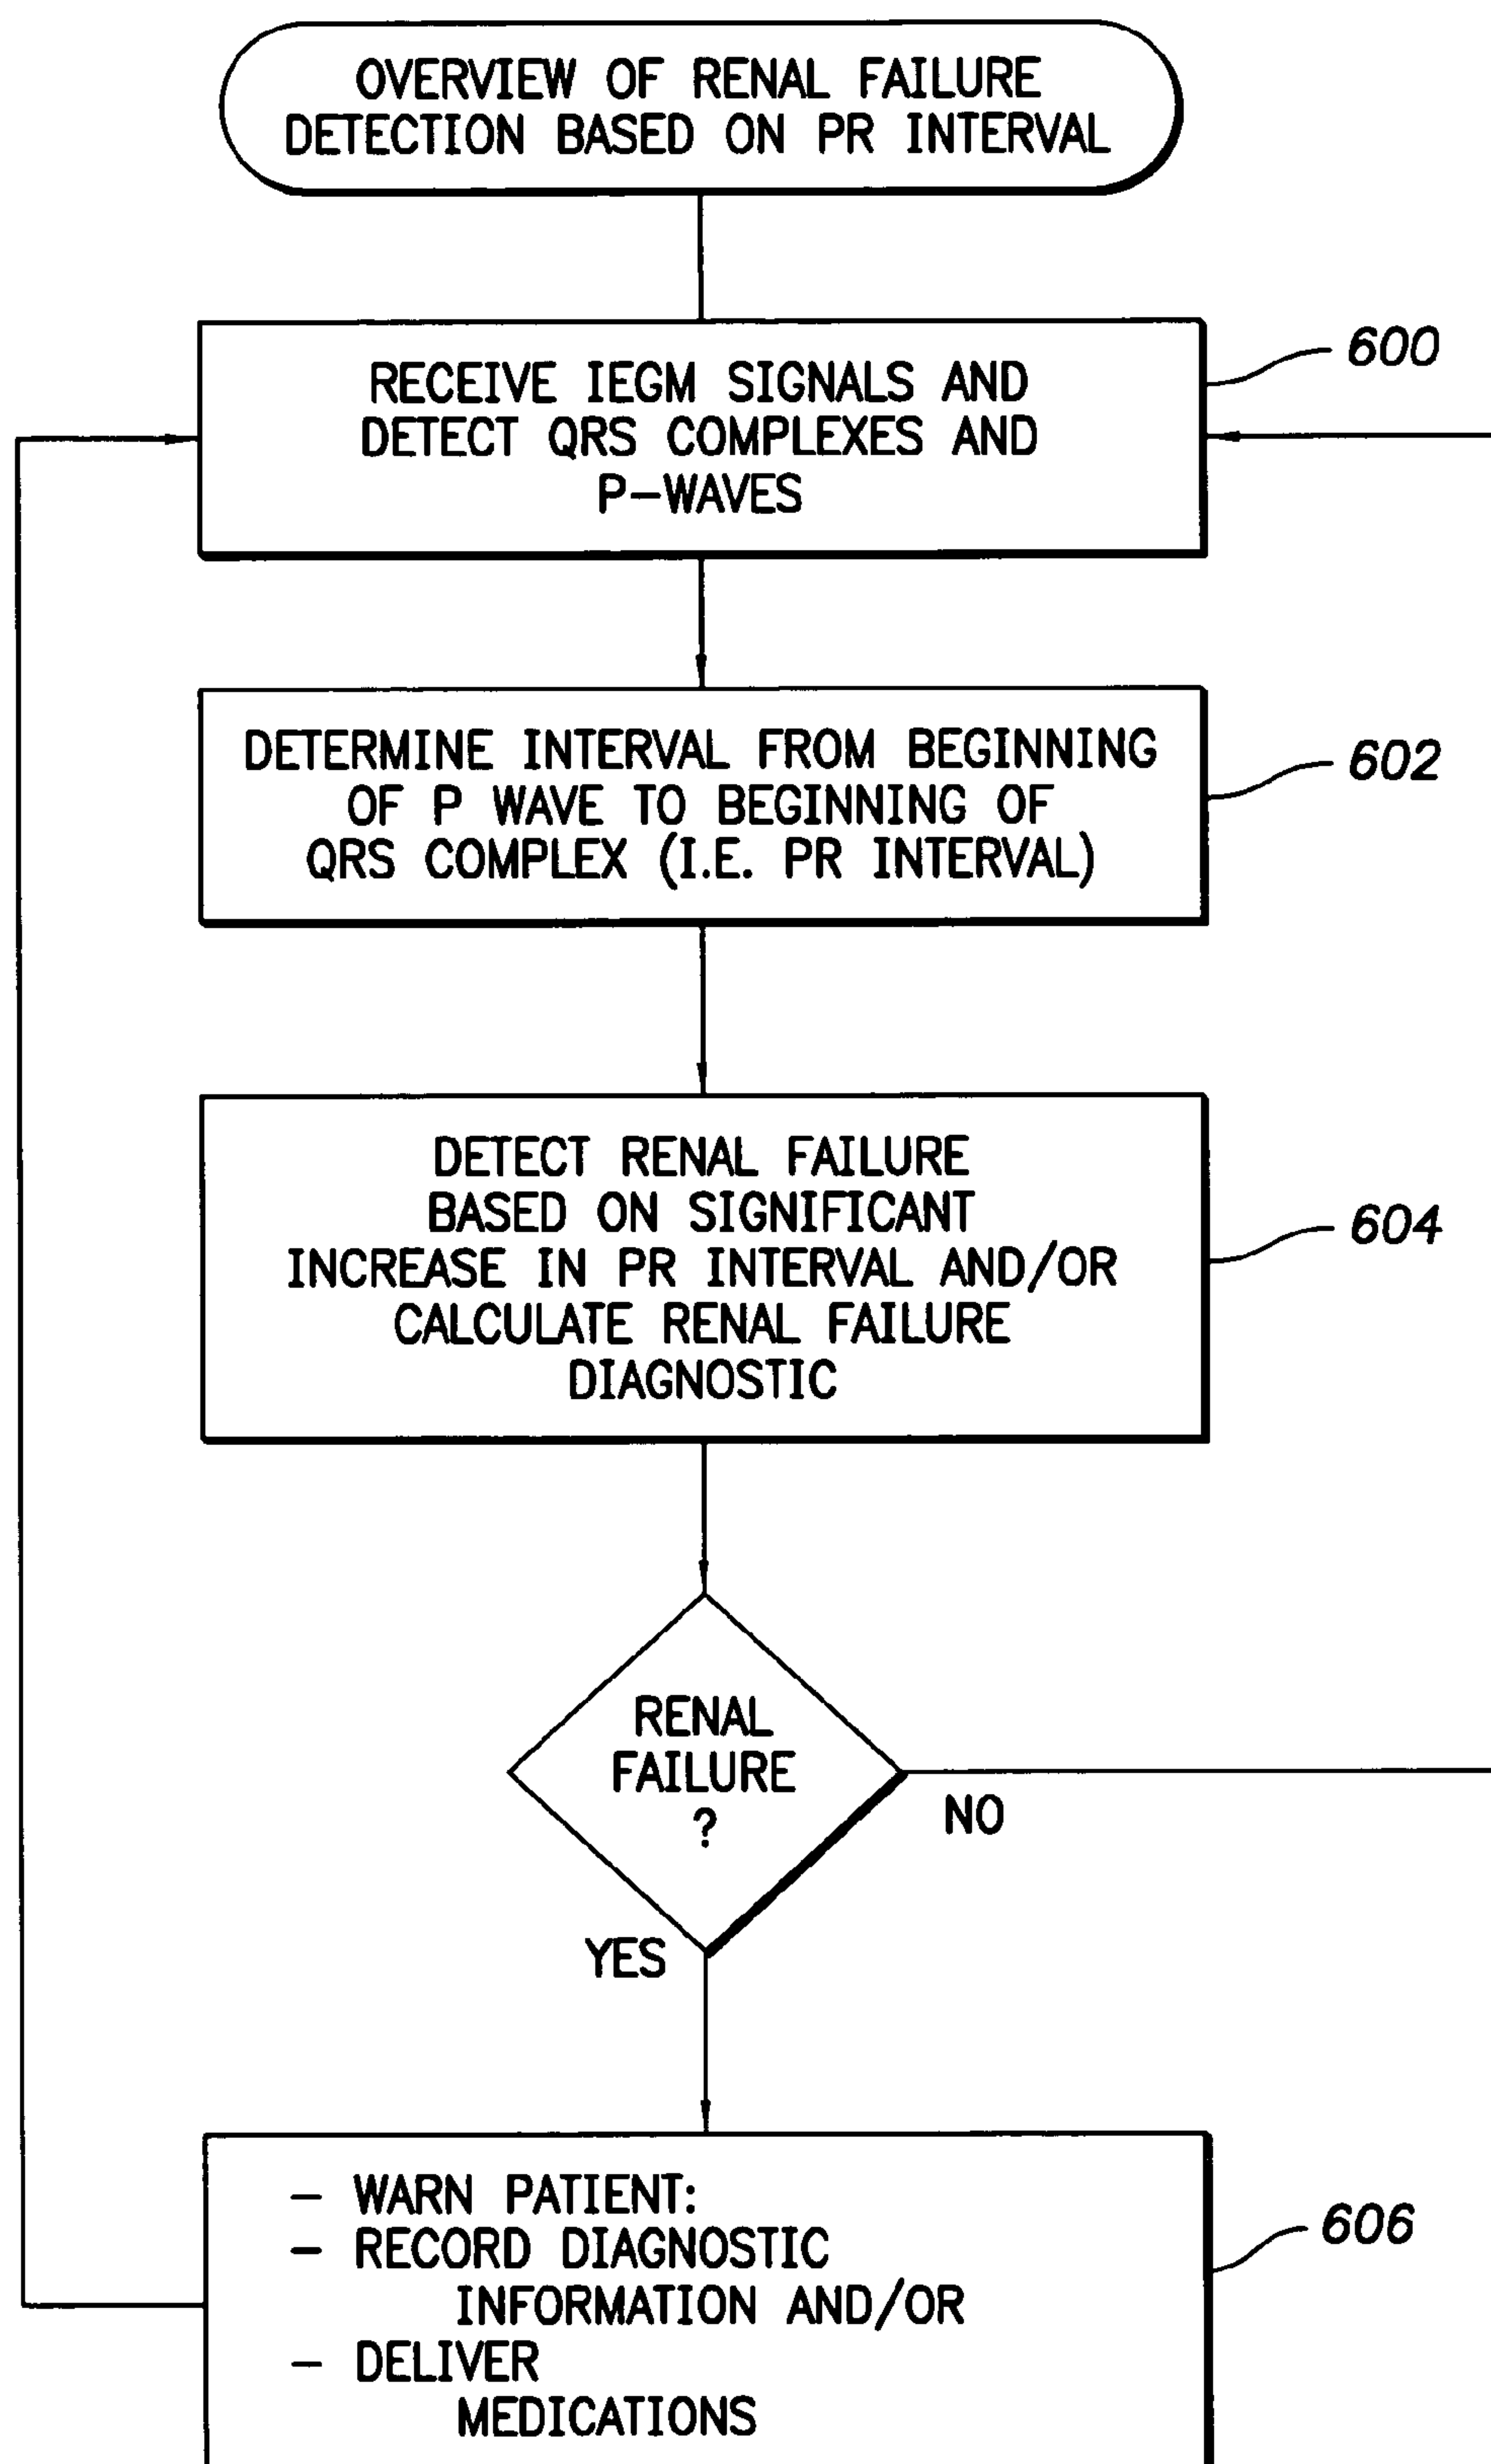 OVERVIEW OF RENAL FAILURE
DETECTION BASED ON PR INTERVAL
RECEIVE IEGM SIGNALS AND
DETECT QRS COMPLEXES AND
P-WAVES
600
DETERMINE INTERVAL FROM BEGINNING
OF P WAVE TO BEGINNING OF
QRS COMPLEX (I.E. PR INTERVAL)
602
DETECT RENAL FAILURE
BASED ON SIGNIFICANT
INCREASE IN PR INTERVAL AND/OR
CALCULATE RENAL FAILURE
DIAGNOSTIC
604
RENAL
FAILURE
?
NO
YES
- WARN PATIENT:
- RECORD DIAGNOSTIC
INFORMATION AND/OR
- DELIVER
MEDICATIONS
606